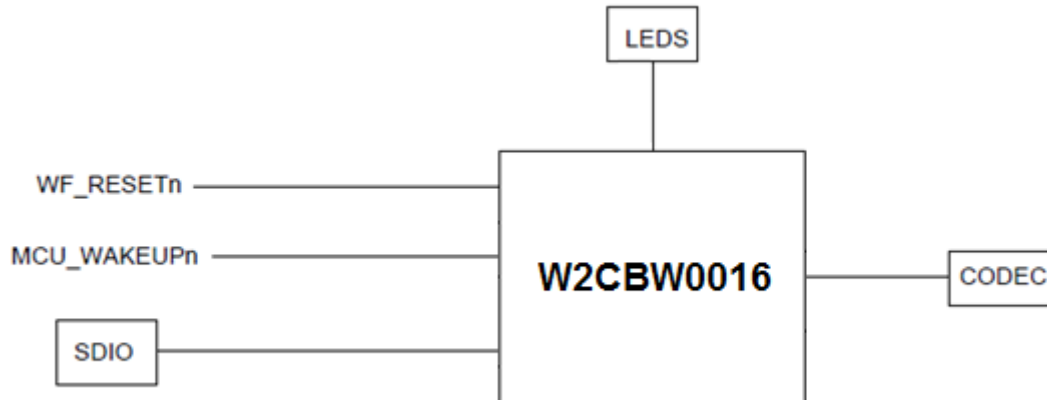 LEDS
WF_RESETn
MCU_WAKEUPn
W2CBW0016
CODEC
SDIO